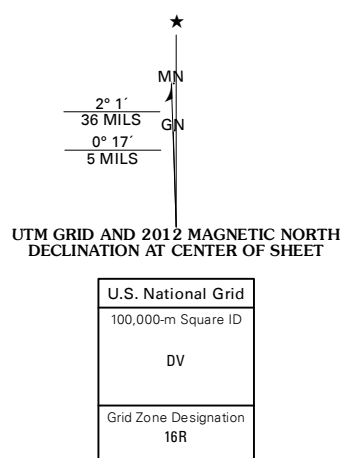 ★
MN
2° 1´
36 MILS
GN
0° 17´
5 MILS
UTM GRID AND 2012 MAGNETIC NORTH
DECLINATION AT CENTER OF SHEET
U.S. National Grid
100,000-m Square ID
DV
Grid Zone Designation
16R